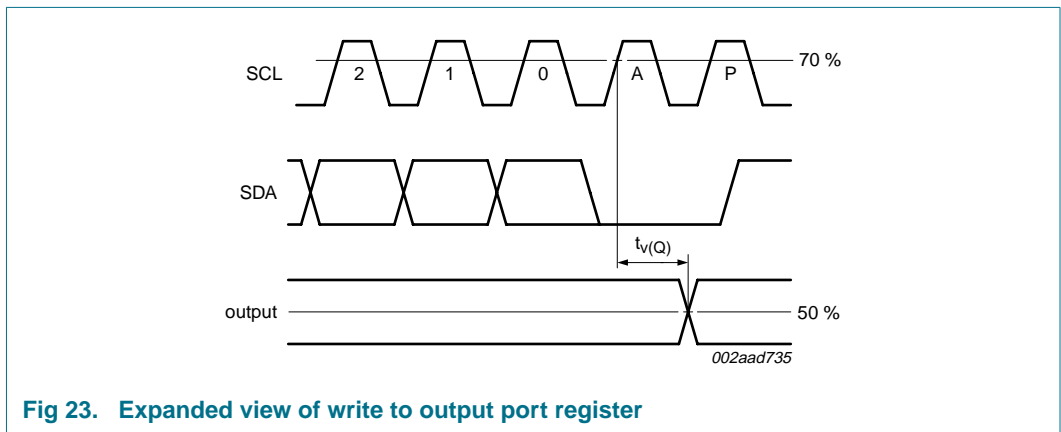 SCL 2 1 0 A P 70 %
SDA
tv(Q)
output 50 %
002aad735
Fig 23. Expanded view of write to output port register